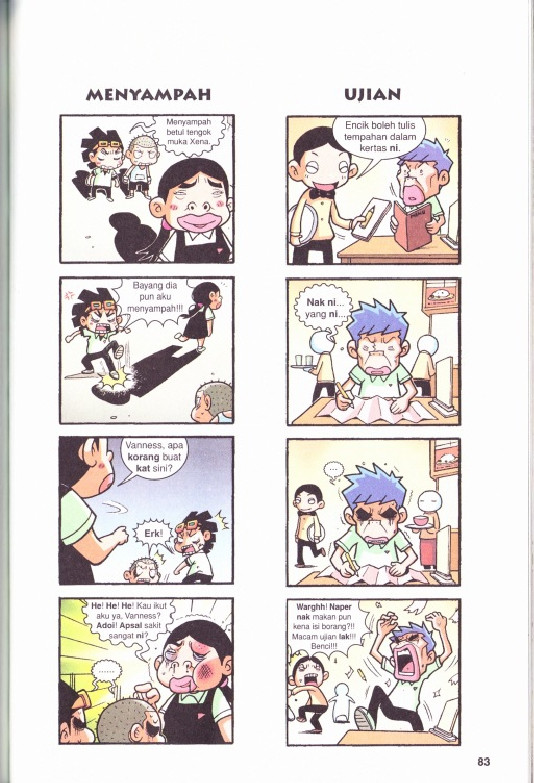 MENYAMPAH
Menyampah
betul tengok
muka Xena.
Bayang dia
pun aku
menyampah!!!
Vanness, apa
korang buat
kat sini?
Erk!
He! He! He! Kau ikut
aku ya, Vanness?
Adoi! Apsal sakit
sangat ni?
......
UJIAN
Encik boleh tulis
tempahan dalam
kertas ni.
Nak ni...
yang ni...
...
Warghh! Naper
nak makan pun
kena isi borang?!!
Macam ujian lak!!!
Benci!!!
83